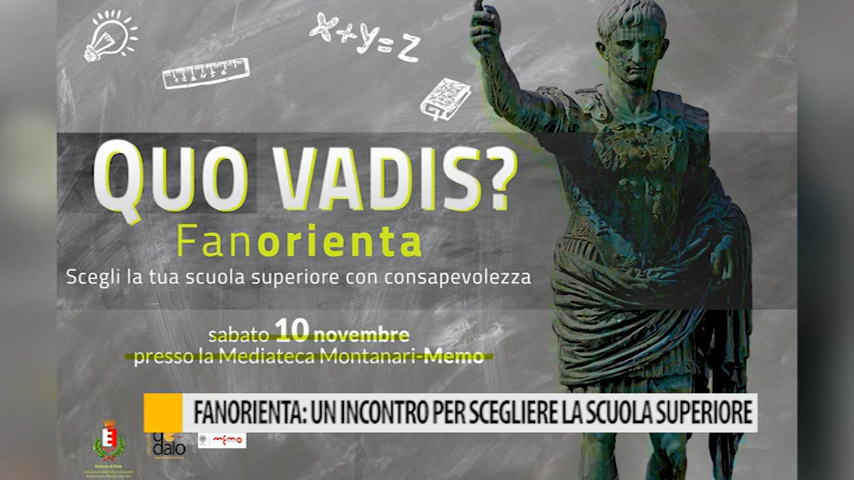 x+y=z
QUO VADIS?
Fanorienta
Scegli la tua scuola superiore con consapevolezza
sabato 10 novembre
presso la Mediateca Montanari-Memo
FANORIENTA: UN INCONTRO PER SCEGLIERE LA SCUOLA SUPERIORE
dalo
memo